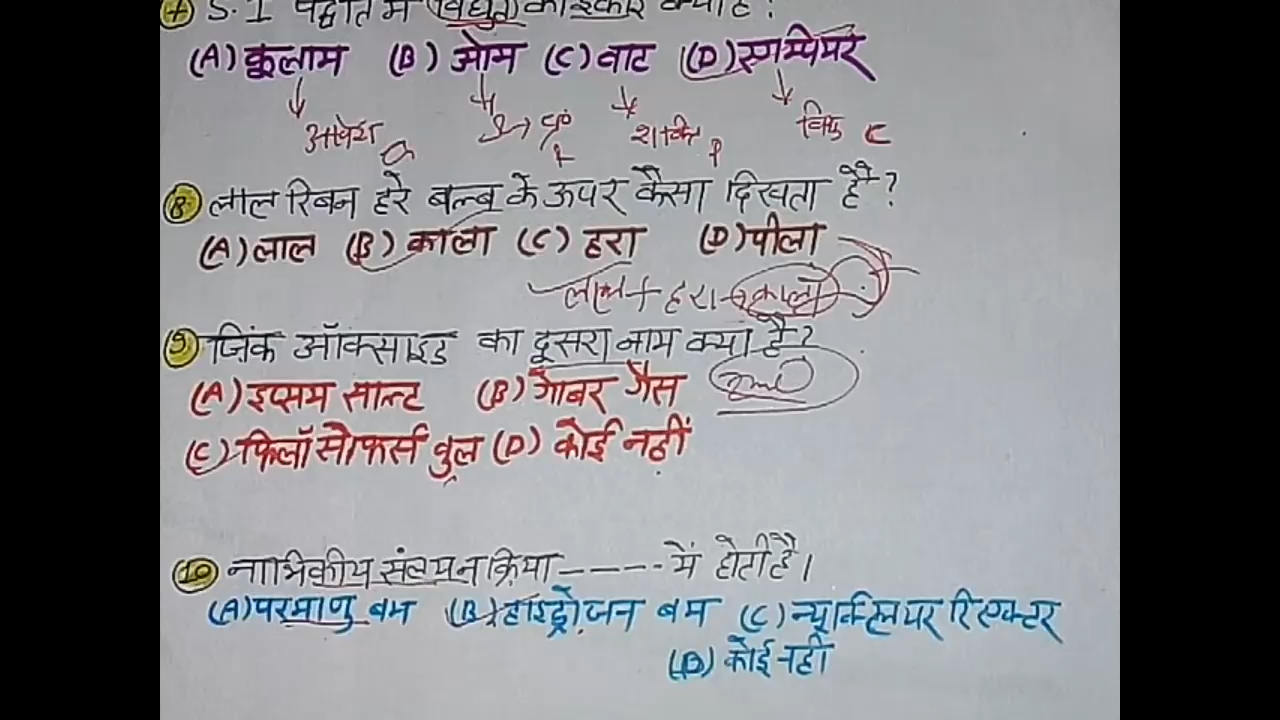 S.I पद्धति में विद्युत की इकाई क्या है?
(A) कूलाम (B) ओम (C) वाट (D) एम्पियर
आवेश Q शक्ति P C
8. लाल रिबन हरे बल्ब के ऊपर कैसा दिखता है?
(A) लाल (B) काला (C) हरा (D) पीला
लाल + हरा → काला
9. जिंक ऑक्साइड का दूसरा नाम क्या है?
(A) इप्सम साल्ट (B) गोबर गैस
(C) फिलॉसोफर्स वुल (D) कोई नहीं
10 नाभिकीय संलयन क्रिया ----- में होती है।
(A) परमाणु बम (B) हाइड्रोजन बम (C) न्यूक्लियर रिएक्टर
(D) कोई नही